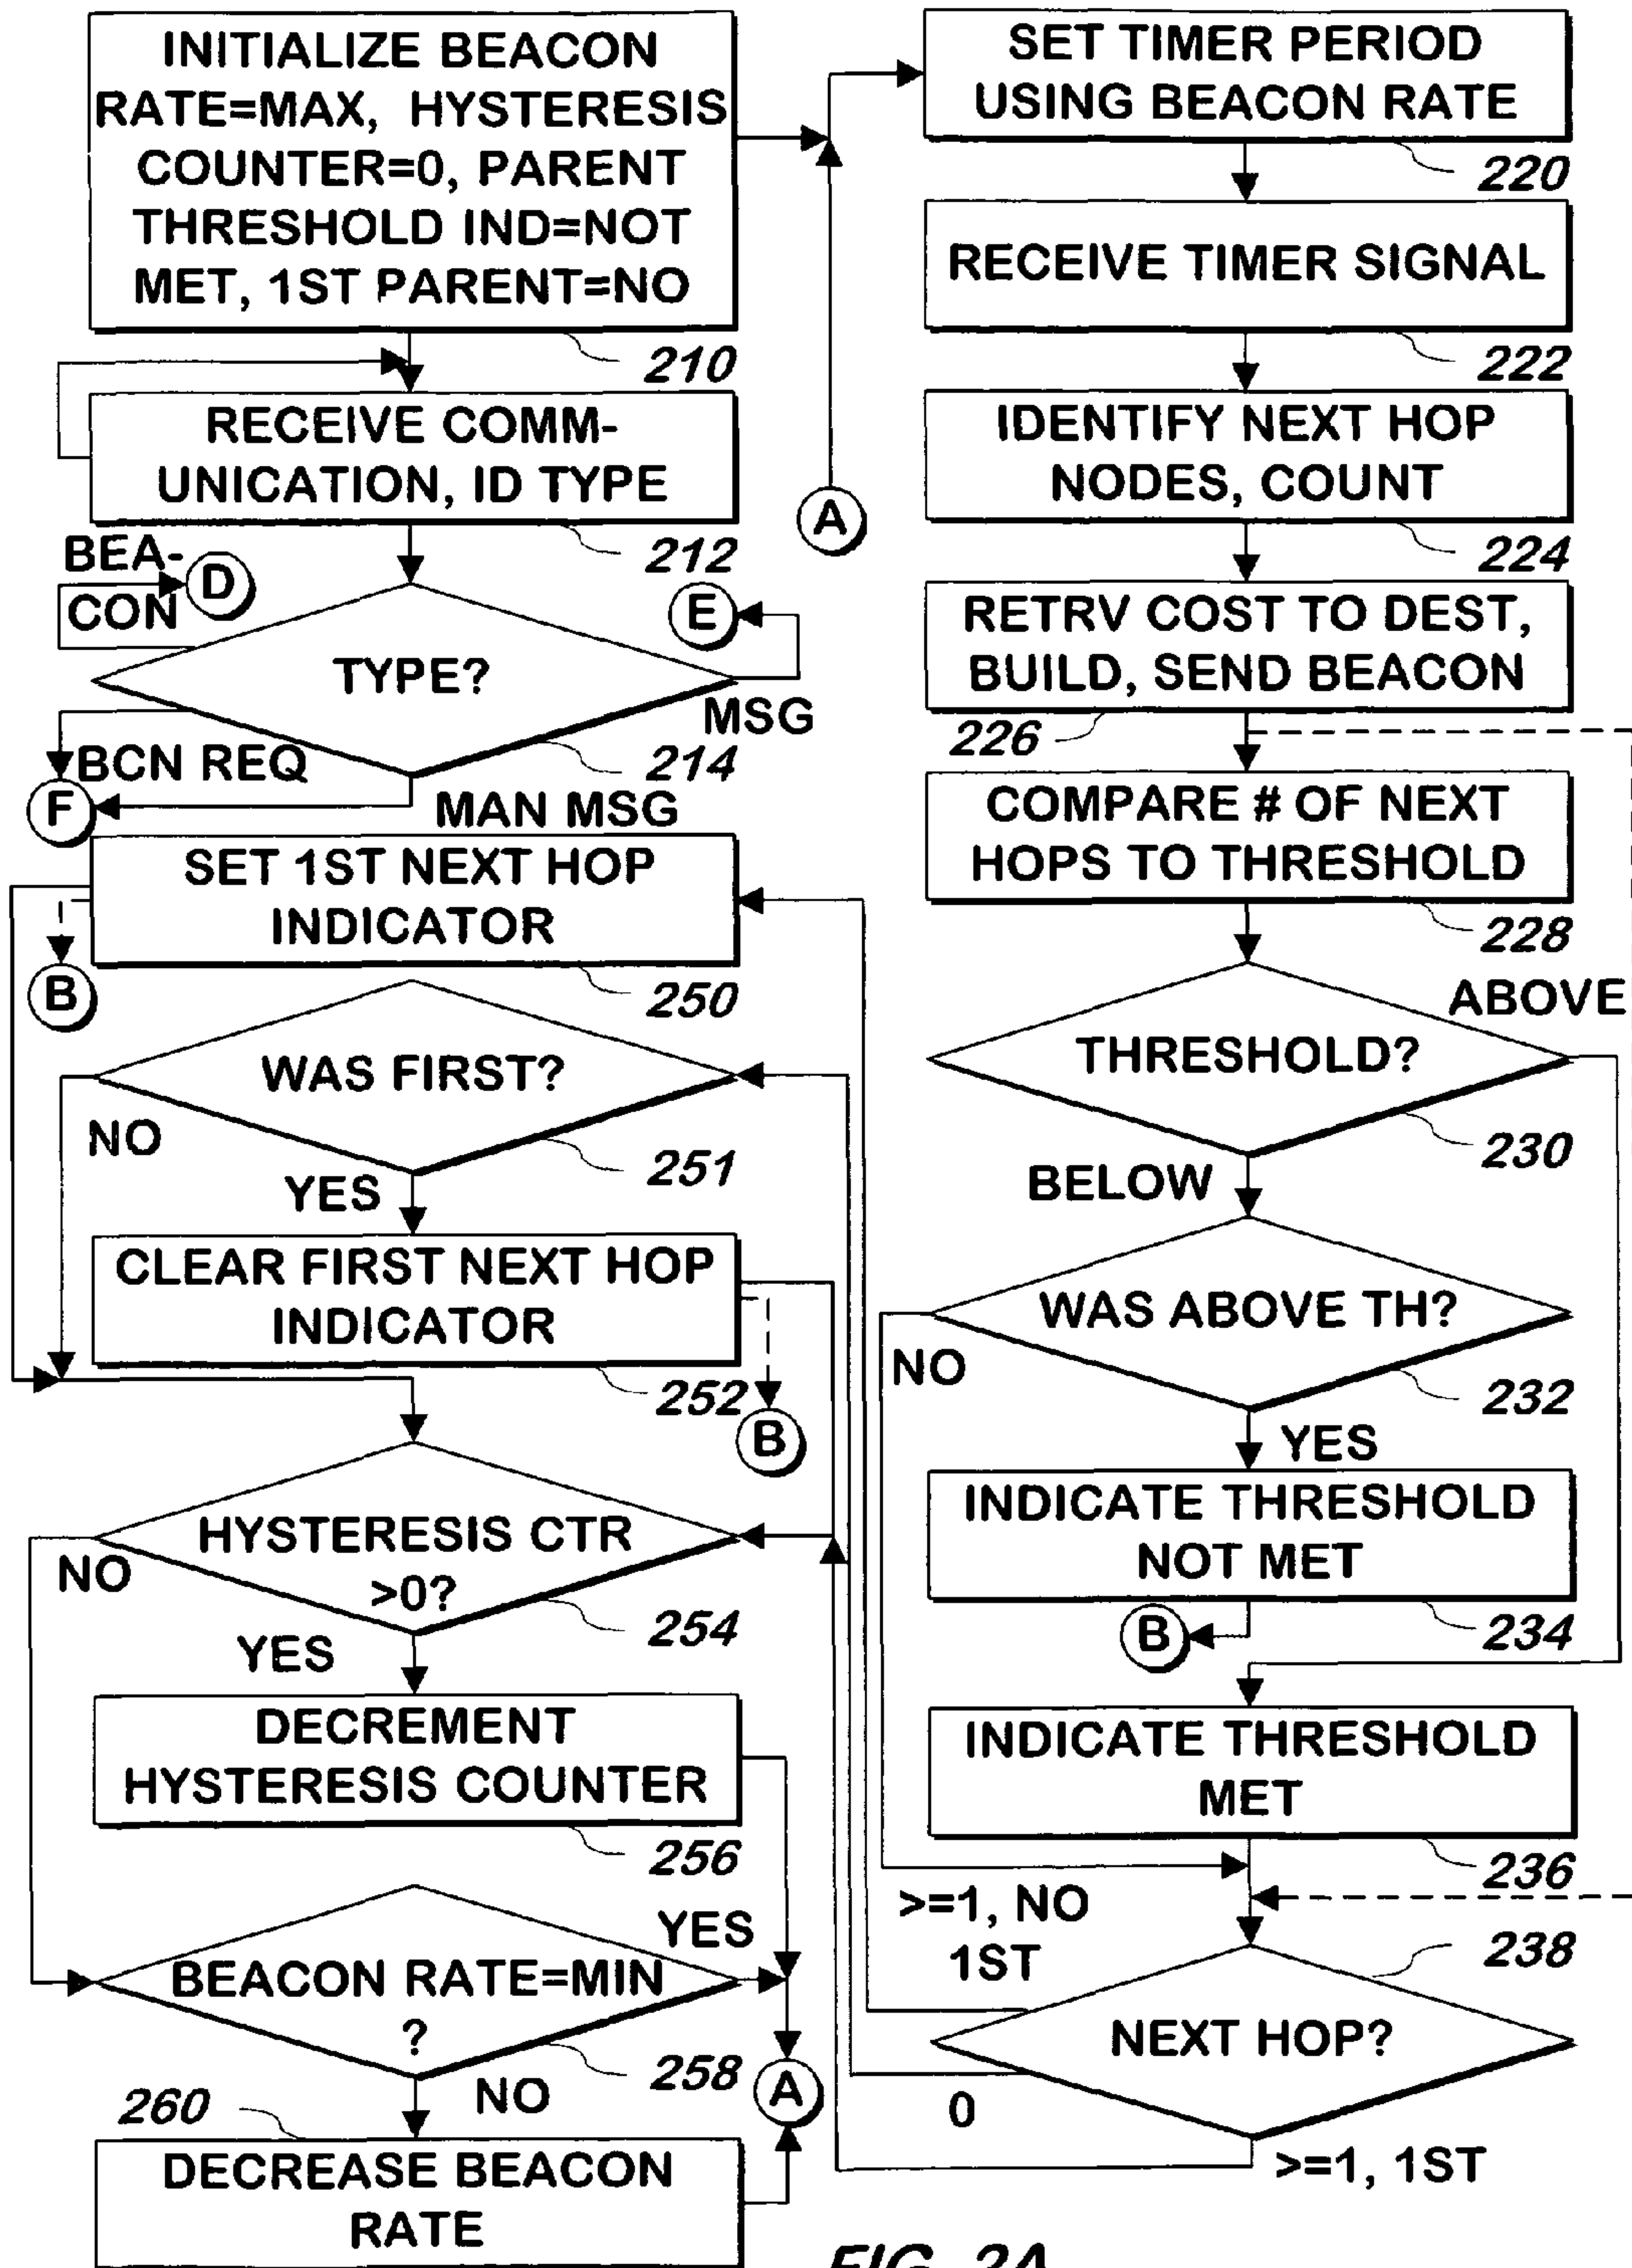 INITIALIZE BEACON
RATE=MAX, HYSTERESIS
COUNTER=0, PARENT
THRESHOLD IND=NOT
MET, 1ST PARENT=NO
210
RECEIVE COMM-
UNICATION, ID TYPE
212
BEA-
CON
D
E
TYPE?
MSG
214
BCN REQ
F
MAN MSG
SET 1ST NEXT HOP
INDICATOR
B
250
WAS FIRST?
NO
251
YES
CLEAR FIRST NEXT HOP
INDICATOR
252
B
HYSTERESIS CTR
>0?
NO
254
YES
DECREMENT
HYSTERESIS COUNTER
256
YES
BEACON RATE=MIN
?
258
NO
A
260
DECREASE BEACON
RATE
A
SET TIMER PERIOD
USING BEACON RATE
220
RECEIVE TIMER SIGNAL
222
IDENTIFY NEXT HOP
NODES, COUNT
224
RETRV COST TO DEST,
BUILD, SEND BEACON
226
COMPARE # OF NEXT
HOPS TO THRESHOLD
228
ABOVE
THRESHOLD?
230
BELOW
WAS ABOVE TH?
NO
232
YES
INDICATE THRESHOLD
NOT MET
B
234
INDICATE THRESHOLD
MET
236
>=1, NO
1ST
238
NEXT HOP?
0
>=1, 1ST
FIG. 2A